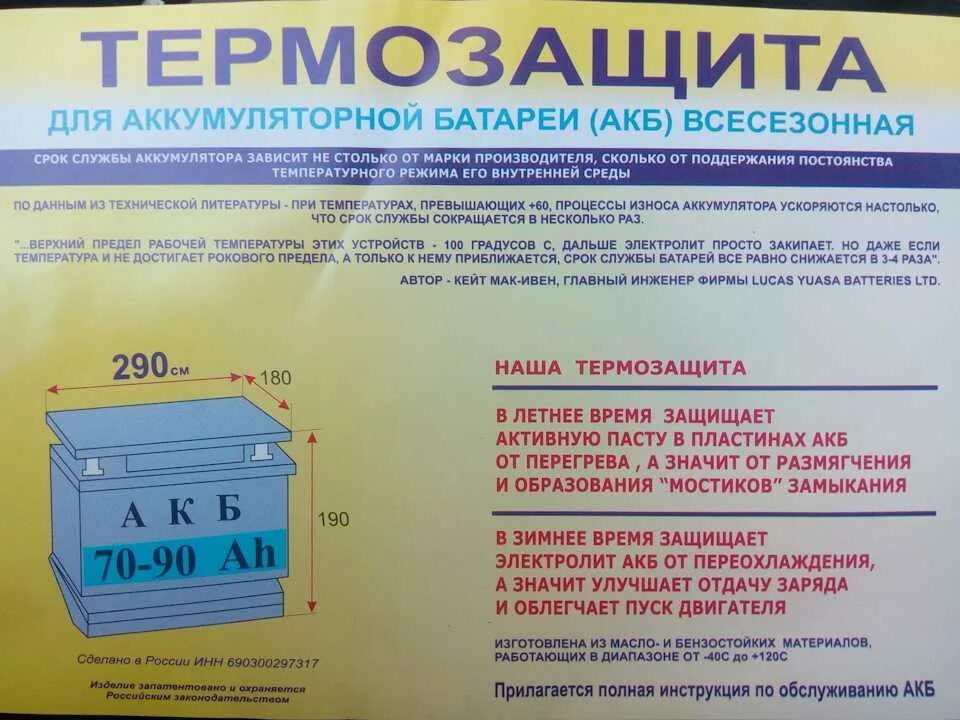 ТЕРМОЗАЩИТА
ДЛЯ АККУМУЛЯТОРНОЙ БАТАРЕИ (АКБ) ВСЕСЕЗОННАЯ
СРОК СЛУЖБЫ АККУМУЛЯТОРА ЗАВИСИТ НЕ СТОЛЬКО ОТ МАРКИ ПРОИЗВОДИТЕЛЯ, СКОЛЬКО ОТ ПОДДЕРЖАНИЯ ПОСТОЯНСТВА
ТЕМПЕРАТУРНОГО РЕЖИМА ЕГО ВНУТРЕННЕЙ СРЕДЫ
ПО ДАННЫМ ИЗ ТЕХНИЧЕСКОЙ ЛИТЕРАТУРЫ - ПРИ ТЕМПЕРАТУРАХ, ПРЕВЫШАЮЩИХ +60, ПРОЦЕССЫ ИЗНОСА АККУМУЛЯТОРА УСКОРЯЮТСЯ НАСТОЛЬКО,
ЧТО СРОК СЛУЖБЫ СОКРАЩАЕТСЯ В НЕСКОЛЬКО РАЗ.
"...ВЕРХНИЙ ПРЕДЕЛ РАБОЧЕЙ ТЕМПЕРАТУРЫ ЭТИХ УСТРОЙСТВ - 100 ГРАДУСОВ С, ДАЛЬШЕ ЭЛЕКТРОЛИТ ПРОСТО ЗАКИПАЕТ. НО ДАЖЕ ЕСЛИ
ТЕМПЕРАТУРА И НЕ ДОСТИГАЕТ РОКОВОГО ПРЕДЕЛА, А ТОЛЬКО К НЕМУ ПРИБЛИЖАЕТСЯ, СРОК СЛУЖБЫ БАТАРЕЙ ВСЕ РАВНО СНИЖАЕТСЯ В 3-4 РАЗА".
АВТОР - КЕЙТ МАК-ИВЕН, ГЛАВНЫЙ ИНЖЕНЕР ФИРМЫ LUCAS YUASA BATTERIES LTD.
290 см
180
190
А К Б
70-90 Ah
Сделано в России ИНН 690300297317
Изделие запатентовано и охраняется
Российским законодательством
НАША ТЕРМОЗАЩИТА
В ЛЕТНЕЕ ВРЕМЯ ЗАЩИЩАЕТ
АКТИВНУЮ ПАСТУ В ПЛАСТИНАХ АКБ
ОТ ПЕРЕГРЕВА , А ЗНАЧИТ ОТ РАЗМЯГЧЕНИЯ
И ОБРАЗОВАНИЯ “МОСТИКОВ” ЗАМЫКАНИЯ
В ЗИМНЕЕ ВРЕМЯ ЗАЩИЩАЕТ
ЭЛЕКТРОЛИТ АКБ ОТ ПЕРЕОХЛАЖДЕНИЯ,
А ЗНАЧИТ УЛУЧШАЕТ ОТДАЧУ ЗАРЯДА
И ОБЛЕГЧАЕТ ПУСК ДВИГАТЕЛЯ
ИЗГОТОВЛЕНА ИЗ МАСЛО- И БЕНЗОСТОЙКИХ МАТЕРИАЛОВ,
РАБОТАЮЩИХ В ДИАПАЗОНЕ ОТ -40С до +120С
Прилагается полная инструкция по обслуживанию АКБ